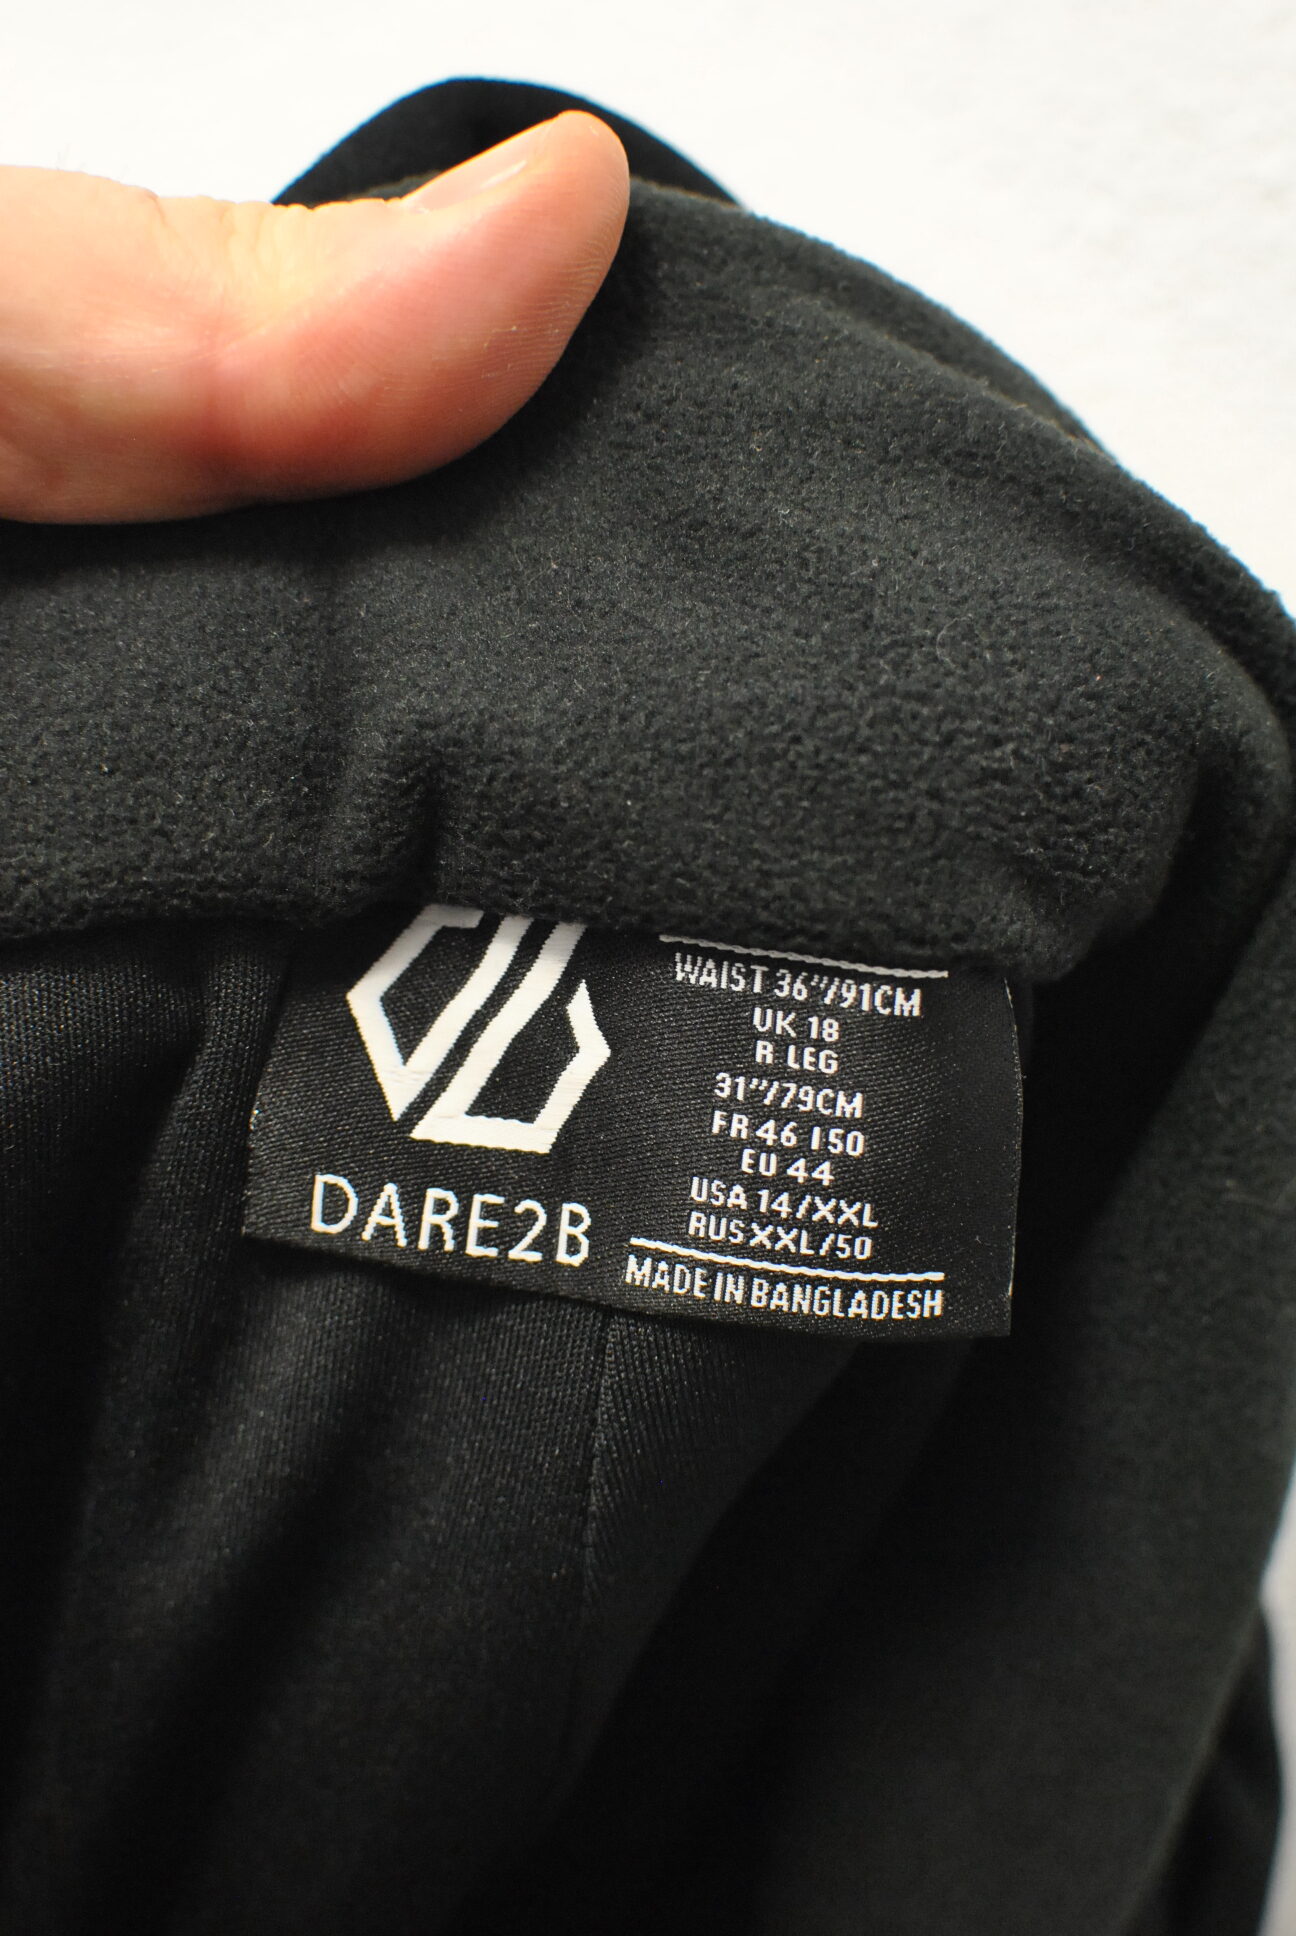 DARE2B
WAIST 36"/91CM
UK 18
R LEG
31"/79CM
FR 46 I 50
EU 44
USA 14/XXL
RUS XXL/50
MADE IN BANGLADESH